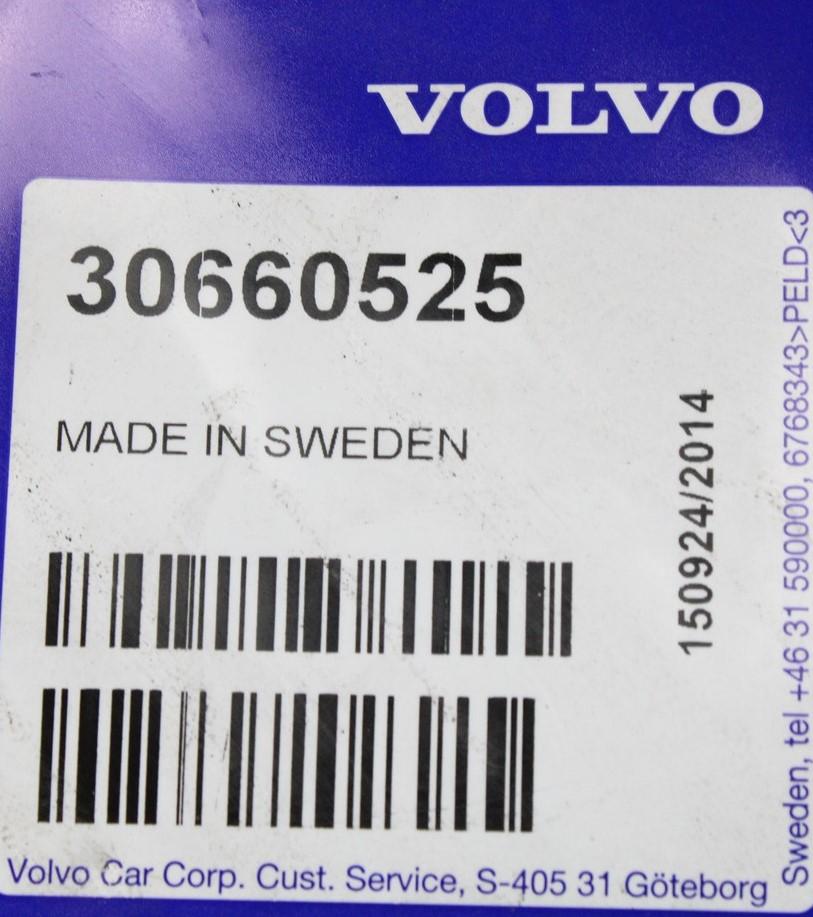 VOLVO
30660525
MADE IN SWEDEN
150924/2014
Volvo Car Corp. Cust. Service, S-405 31 Göteborg
Sweden, tel +46 31 590000, 6768343>PELD<3